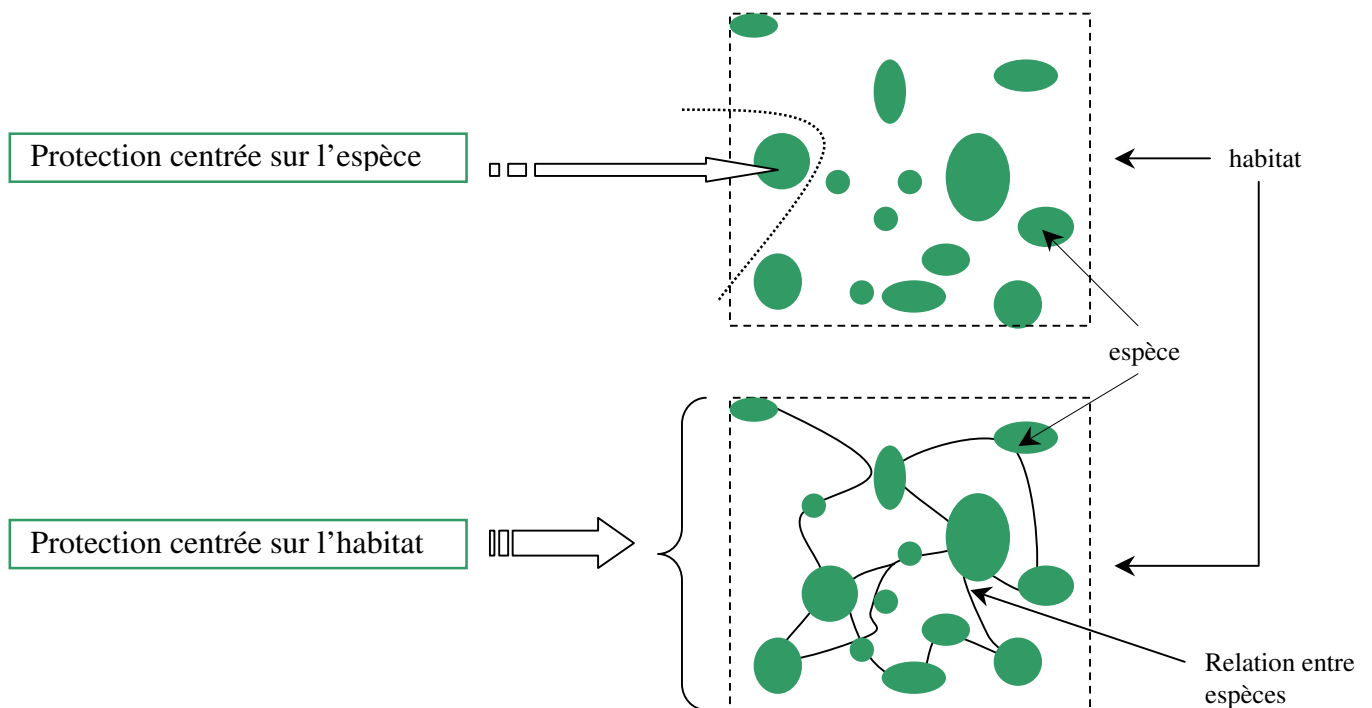 Protection centrée sur l’espèce
habitat
espèce
Protection centrée sur l’habitat
Relation entre
espèces